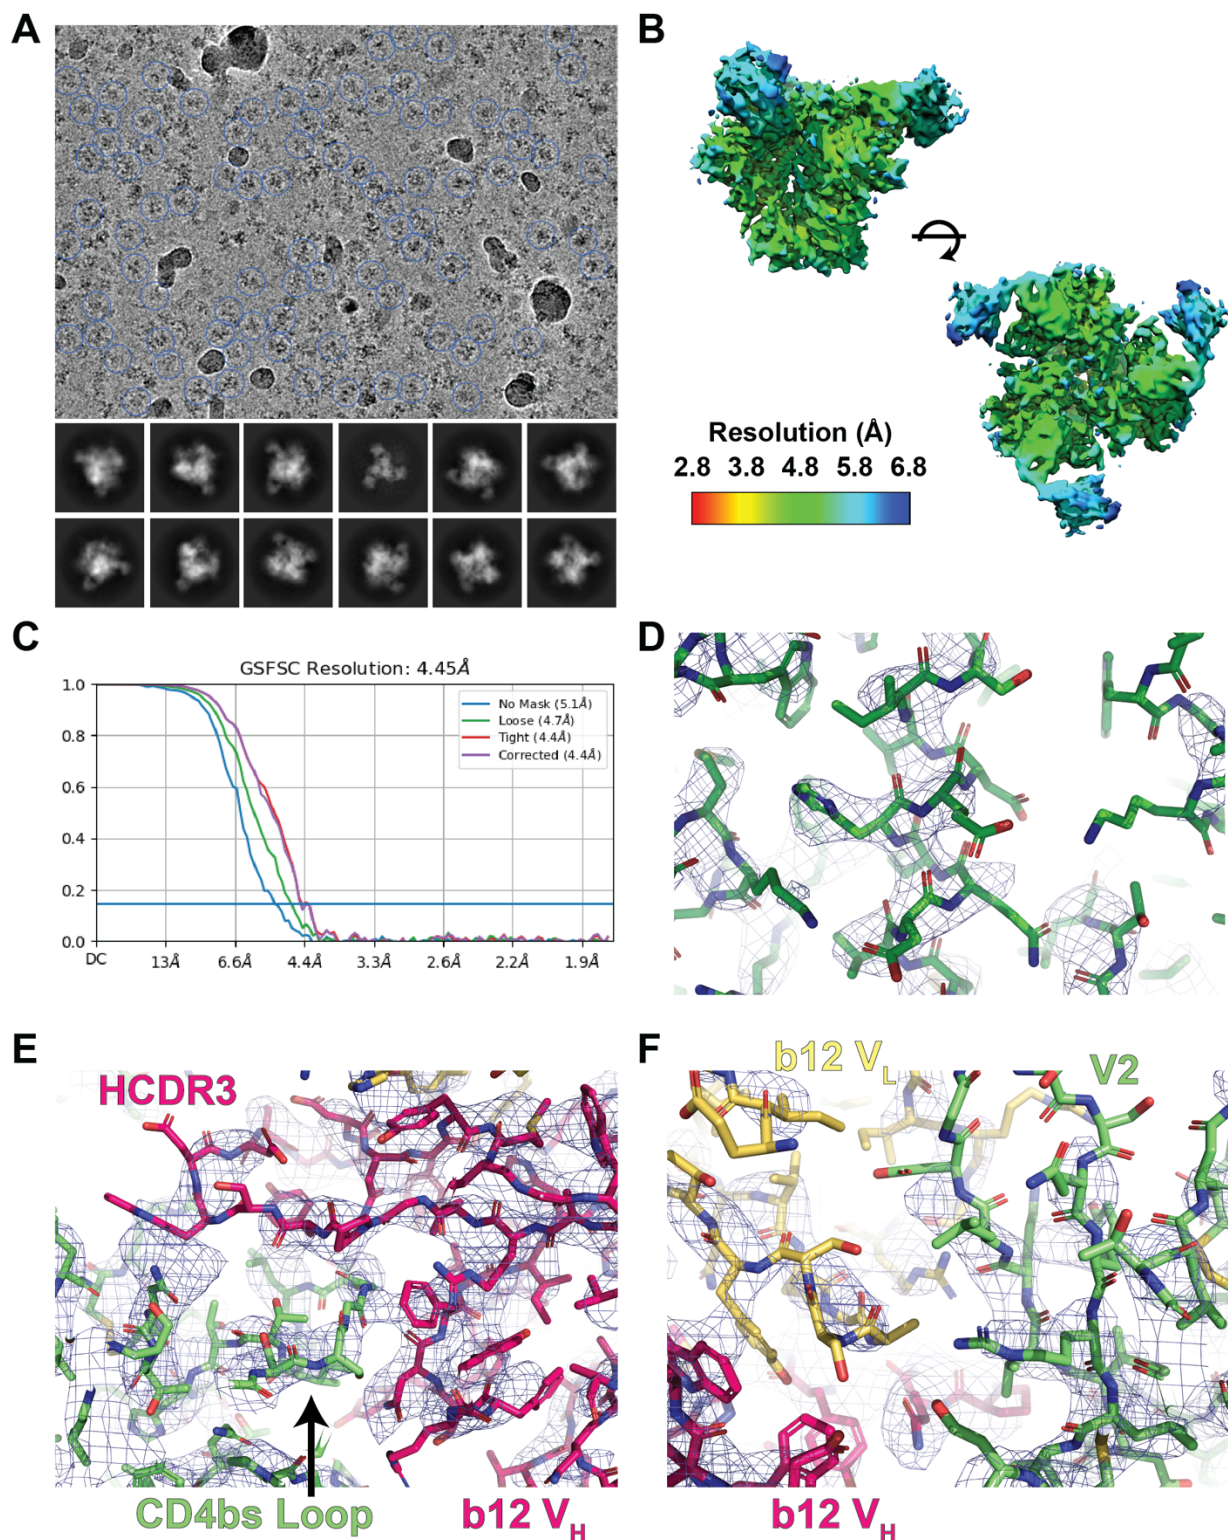 A
B
Resolution (Å)
2.8 3.8 4.8 5.8 6.8
C
GSFSC Resolution: 4.45Å
1.0
0.8
0.6
0.4
0.2
0.0
No Mask (5.1Å)
Loose (4.7Å)
Tight (4.4Å)
Corrected (4.4Å)
DC 13Å 6.6Å 4.4Å 3.3Å 2.6Å 2.2Å 1.9Å
D
E
HCDR3
CD4bs Loop
b12 VH
F
b12 VL
V2
b12 VH